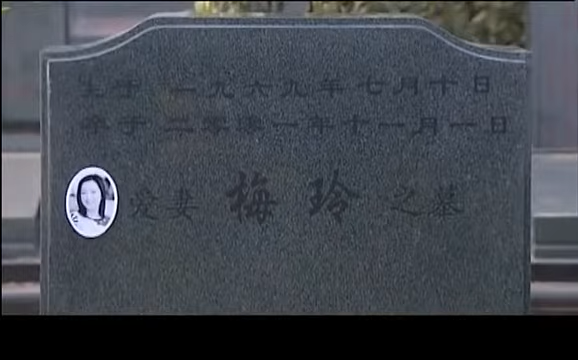 生于 一九六九年七月十日
卒于 二零零一年十一月一日
爱妻 梅玲 之墓